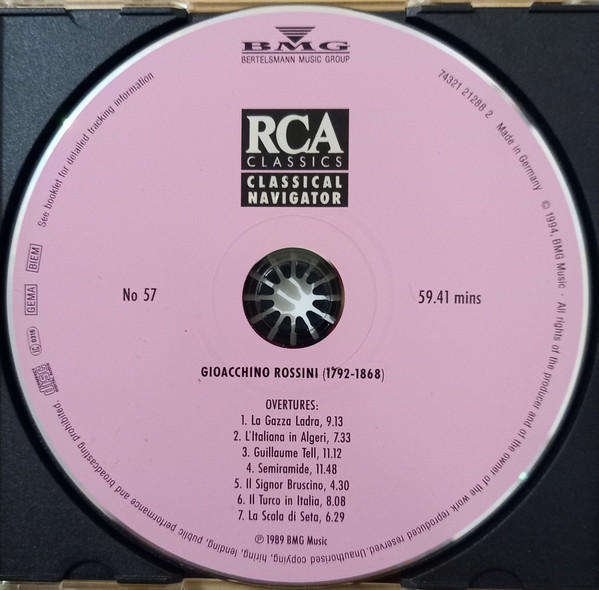 BMG
BERTELSMANN MUSIC GROUP
RCA
CLASSICS
CLASSICAL
NAVIGATOR
No 57
59.41 mins
GIOACCHINO ROSSINI (1792-1868)
OVERTURES:
1. La Gazza Ladra, 9.13
2. L'Italiana in Algeri, 7.33
3. Guillaume Tell, 11.12
4. Semiramide, 11.48
5. Il Signor Bruscino, 4.30
6. Il Turco in Italia, 8.08
7. La Scala di Seta, 6.29
℗ 1989 BMG Music
See booklet for detailed tracking information
BIEM
GEMA
LC 0316
74321 21286 2 Made in Germany © 1994, BMG Music · All rights of the producer and of the owner of the work reproduced reserved. Unauthorised copying, hiring, lending, public performance and broadcasting prohibited.